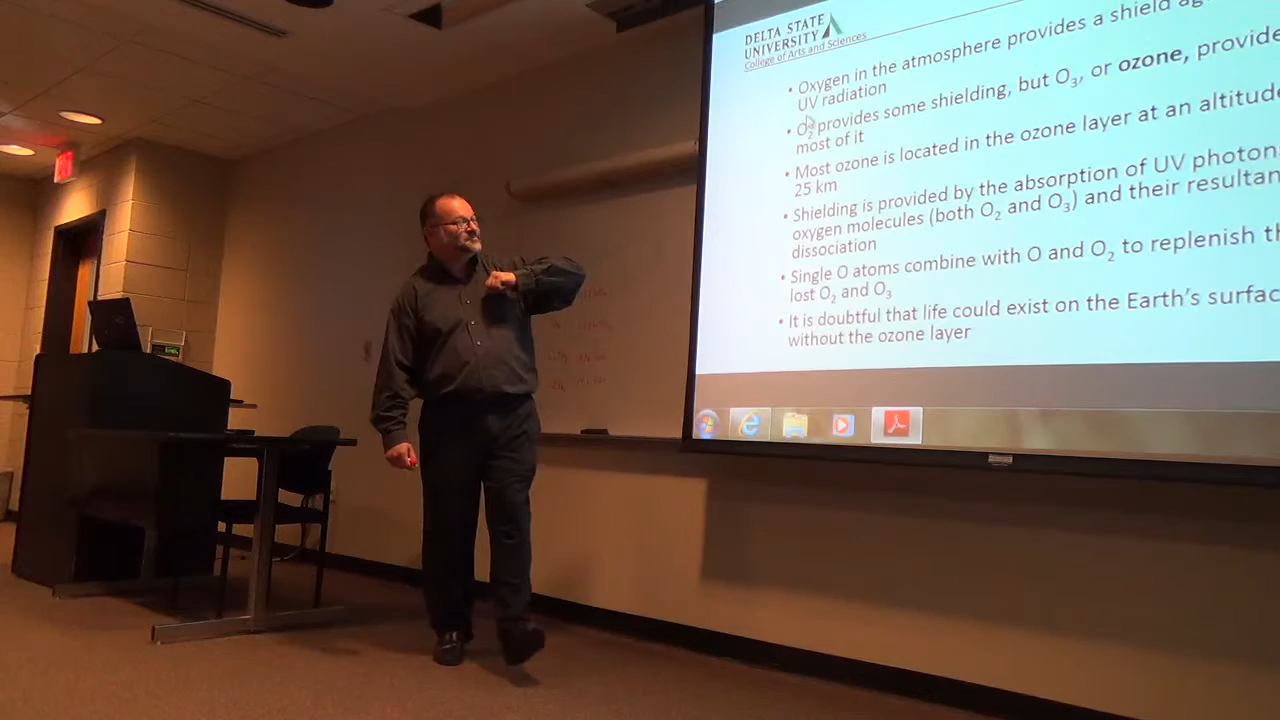 DELTA STATE
UNIVERSITY
College of Arts and Sciences
• Oxygen in the atmosphere provides a shield
UV radiation
• O₂ provides some shielding, but O₃, or ozone, provide
most of it
• Most ozone is located in the ozone layer at an altitud
25 km
• Shielding is provided by the absorption of UV photon
oxygen molecules (both O₂ and O₃) and their resultan
dissociation
• Single O atoms combine with O and O₂ to replenish th
lost O₂ and O₃
• It is doubtful that life could exist on the Earth's surfac
without the ozone layer